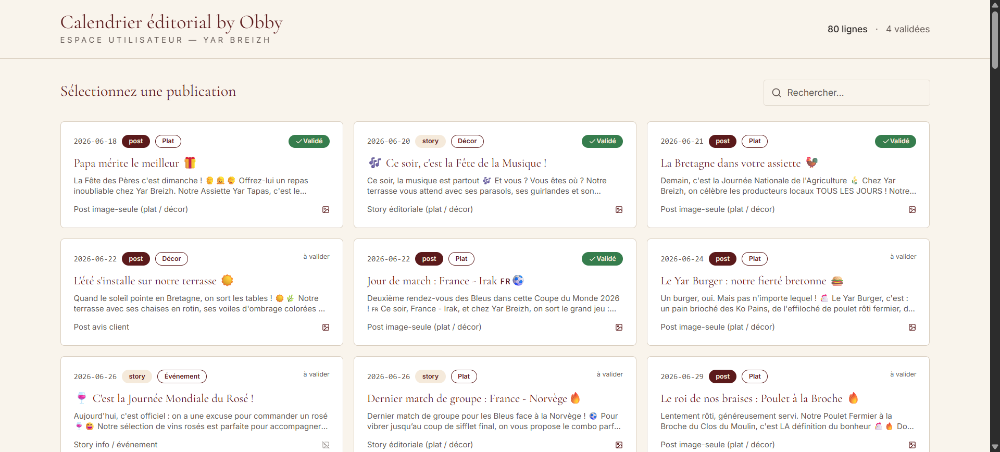 Calendrier éditorial by Obby
ESPACE UTILISATEUR — YAR BREIZH
80 lignes · 4 validées
Sélectionnez une publication
Rechercher...
2026-06-18 post Plat Validé
Papa mérite le meilleur 🎁
La Fête des Pères c'est dimanche ! 👨👩👦 Offrez-lui un repas
inoubliable chez Yar Breizh. Notre Assiette Yar Tapas, c'est le...
Post image-seule (plat / décor)
2026-06-20 story Décor Validé
🎶 Ce soir, c'est la Fête de la Musique !
Ce soir, la musique est partout 🎶 Et vous ? Vous êtes où ? Notre
terrasse vous attend avec ses parasols, ses guirlandes et son...
Story éditoriale (plat / décor)
2026-06-21 post Plat Validé
La Bretagne dans votre assiette 🐓
Demain, c'est la Journée Nationale de l'Agriculture 🌽 Chez Yar
Breizh, on célèbre les producteurs locaux TOUS LES JOURS ! Notre...
Post image-seule (plat / décor)
2026-06-22 post Décor à valider
L'été s'installe sur notre terrasse 🌞
Quand le soleil pointe en Bretagne, on sort les tables ! 🌞 🌿 Notre
terrasse avec ses chaises en rotin, ses voiles d'ombrage colorées ...
Post avis client
2026-06-22 post Plat Validé
Jour de match : France - Irak FR⚽
Deuxième rendez-vous des Bleus dans cette Coupe du Monde 2026
! FR Ce soir, France - Irak, et chez Yar Breizh, on sort le grand jeu :...
Post image-seule (plat / décor)
2026-06-24 post Plat à valider
Le Yar Burger : notre fierté bretonne 🍔
Un burger, oui. Mais pas n'importe lequel ! 🐔 Le Yar Burger, c'est :
un pain brioché des Ko Pains, de l'effiloché de poulet rôti fermier, d...
Post image-seule (plat / décor)
2026-06-26 story Événement à valider
🍷 C'est la Journée Mondiale du Rosé !
Aujourd'hui, c'est officiel : on a une excuse pour commander un rosé
🍷 😄 Notre sélection de vins rosés est parfaite pour accompagner...
Story info / événement
2026-06-26 story Plat à valider
Dernier match de groupe : France - Norvège 🔥
Dernier match de groupe pour les Bleus face à la Norvège ! ⚽ Pour
vibrer jusqu'au coup de sifflet final, on vous propose le combo parf...
Story éditoriale (plat / décor)
2026-06-29 post Plat à valider
Le roi de nos braises : Poulet à la Broche 🔥
Lentement rôti, généreusement servi. Notre Poulet Fermier à la
Broche du Clos du Moulin, c'est LA définition du bonheur 🐔 🔥 Do...
Post image-seule (plat / décor)